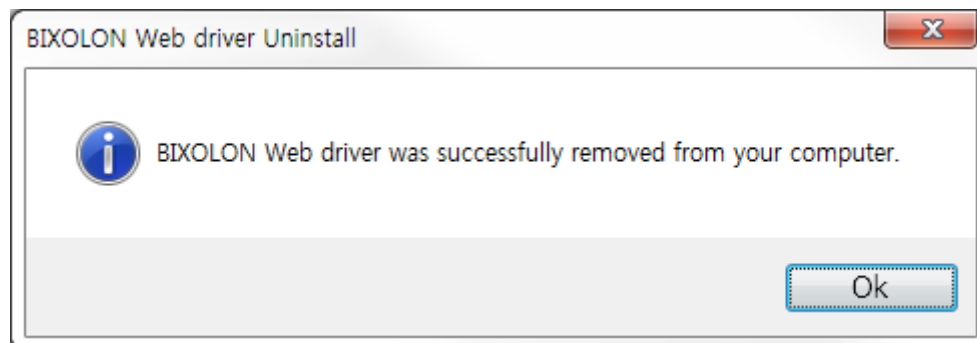 BIXOLON Web driver Uninstall
BIXOLON Web driver was successfully removed from your computer.
Ok